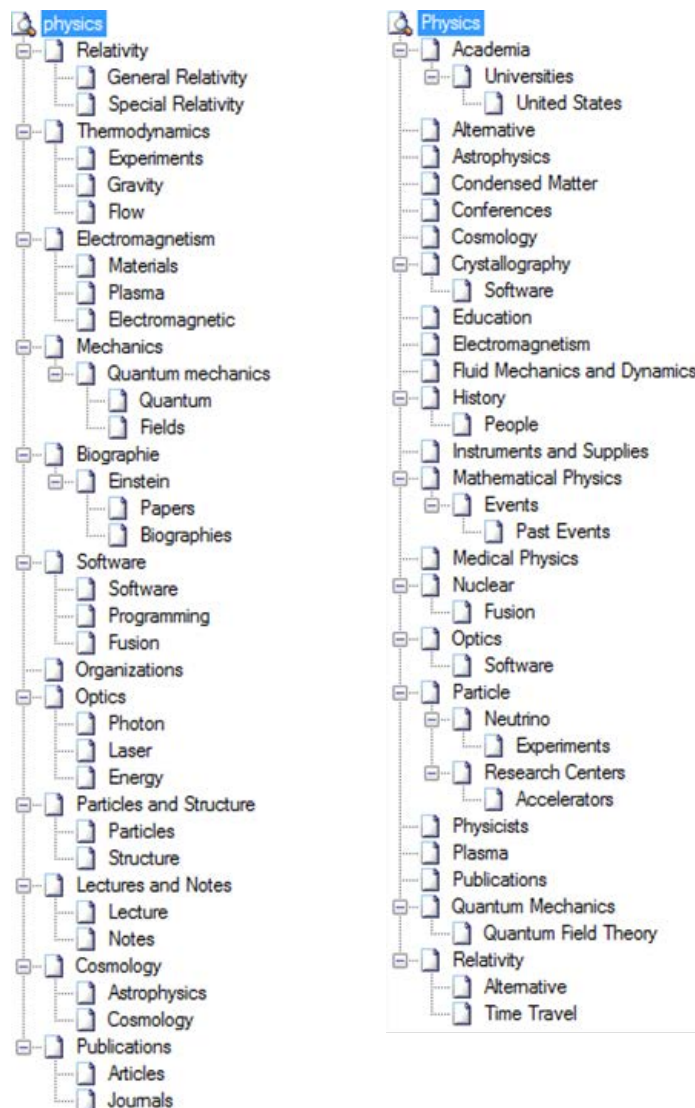 physics
Relativity
General Relativity
Special Relativity
Thermodynamics
Experiments
Gravity
Flow
Electromagnetism
Materials
Plasma
Electromagnetic
Mechanics
Quantum mechanics
Quantum
Fields
Biographie
Einstein
Papers
Biographies
Software
Software
Programming
Fusion
Organizations
Optics
Photon
Laser
Energy
Particles and Structure
Particles
Structure
Lectures and Notes
Lecture
Notes
Cosmology
Astrophysics
Cosmology
Publications
Articles
Journals
Physics
Academia
Universities
United States
Alternative
Astrophysics
Condensed Matter
Conferences
Cosmology
Crystallography
Software
Education
Electromagnetism
Fluid Mechanics and Dynamics
History
People
Instruments and Supplies
Mathematical Physics
Events
Past Events
Medical Physics
Nuclear
Fusion
Optics
Software
Particle
Neutrino
Experiments
Research Centers
Accelerators
Physicists
Plasma
Publications
Quantum Mechanics
Quantum Field Theory
Relativity
Alternative
Time Travel